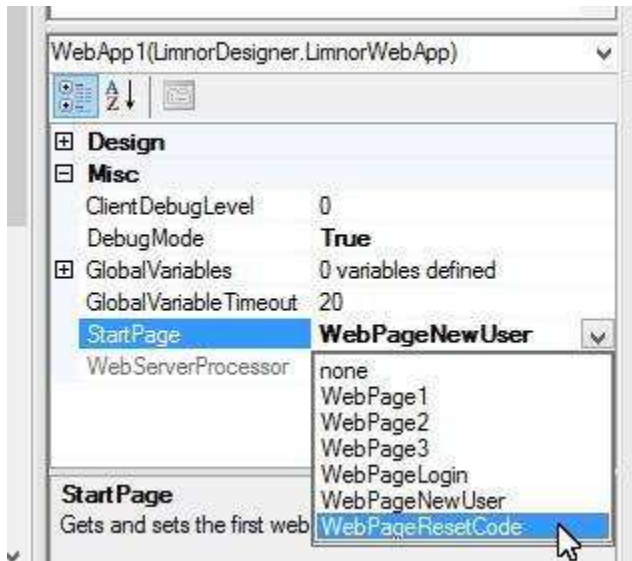 WebApp1(LimnorDesigner.LimnorWebApp)
A
Z
Design
Misc
ClientDebugLevel 0
DebugMode True
GlobalVariables 0 variables defined
GlobalVariableTimeout 20
StartPage WebPageNewUser
WebServerProcessor
none
WebPage1
WebPage2
WebPage3
WebPageLogin
WebPageNewUser
WebPageResetCode
StartPage
Gets and sets the first web